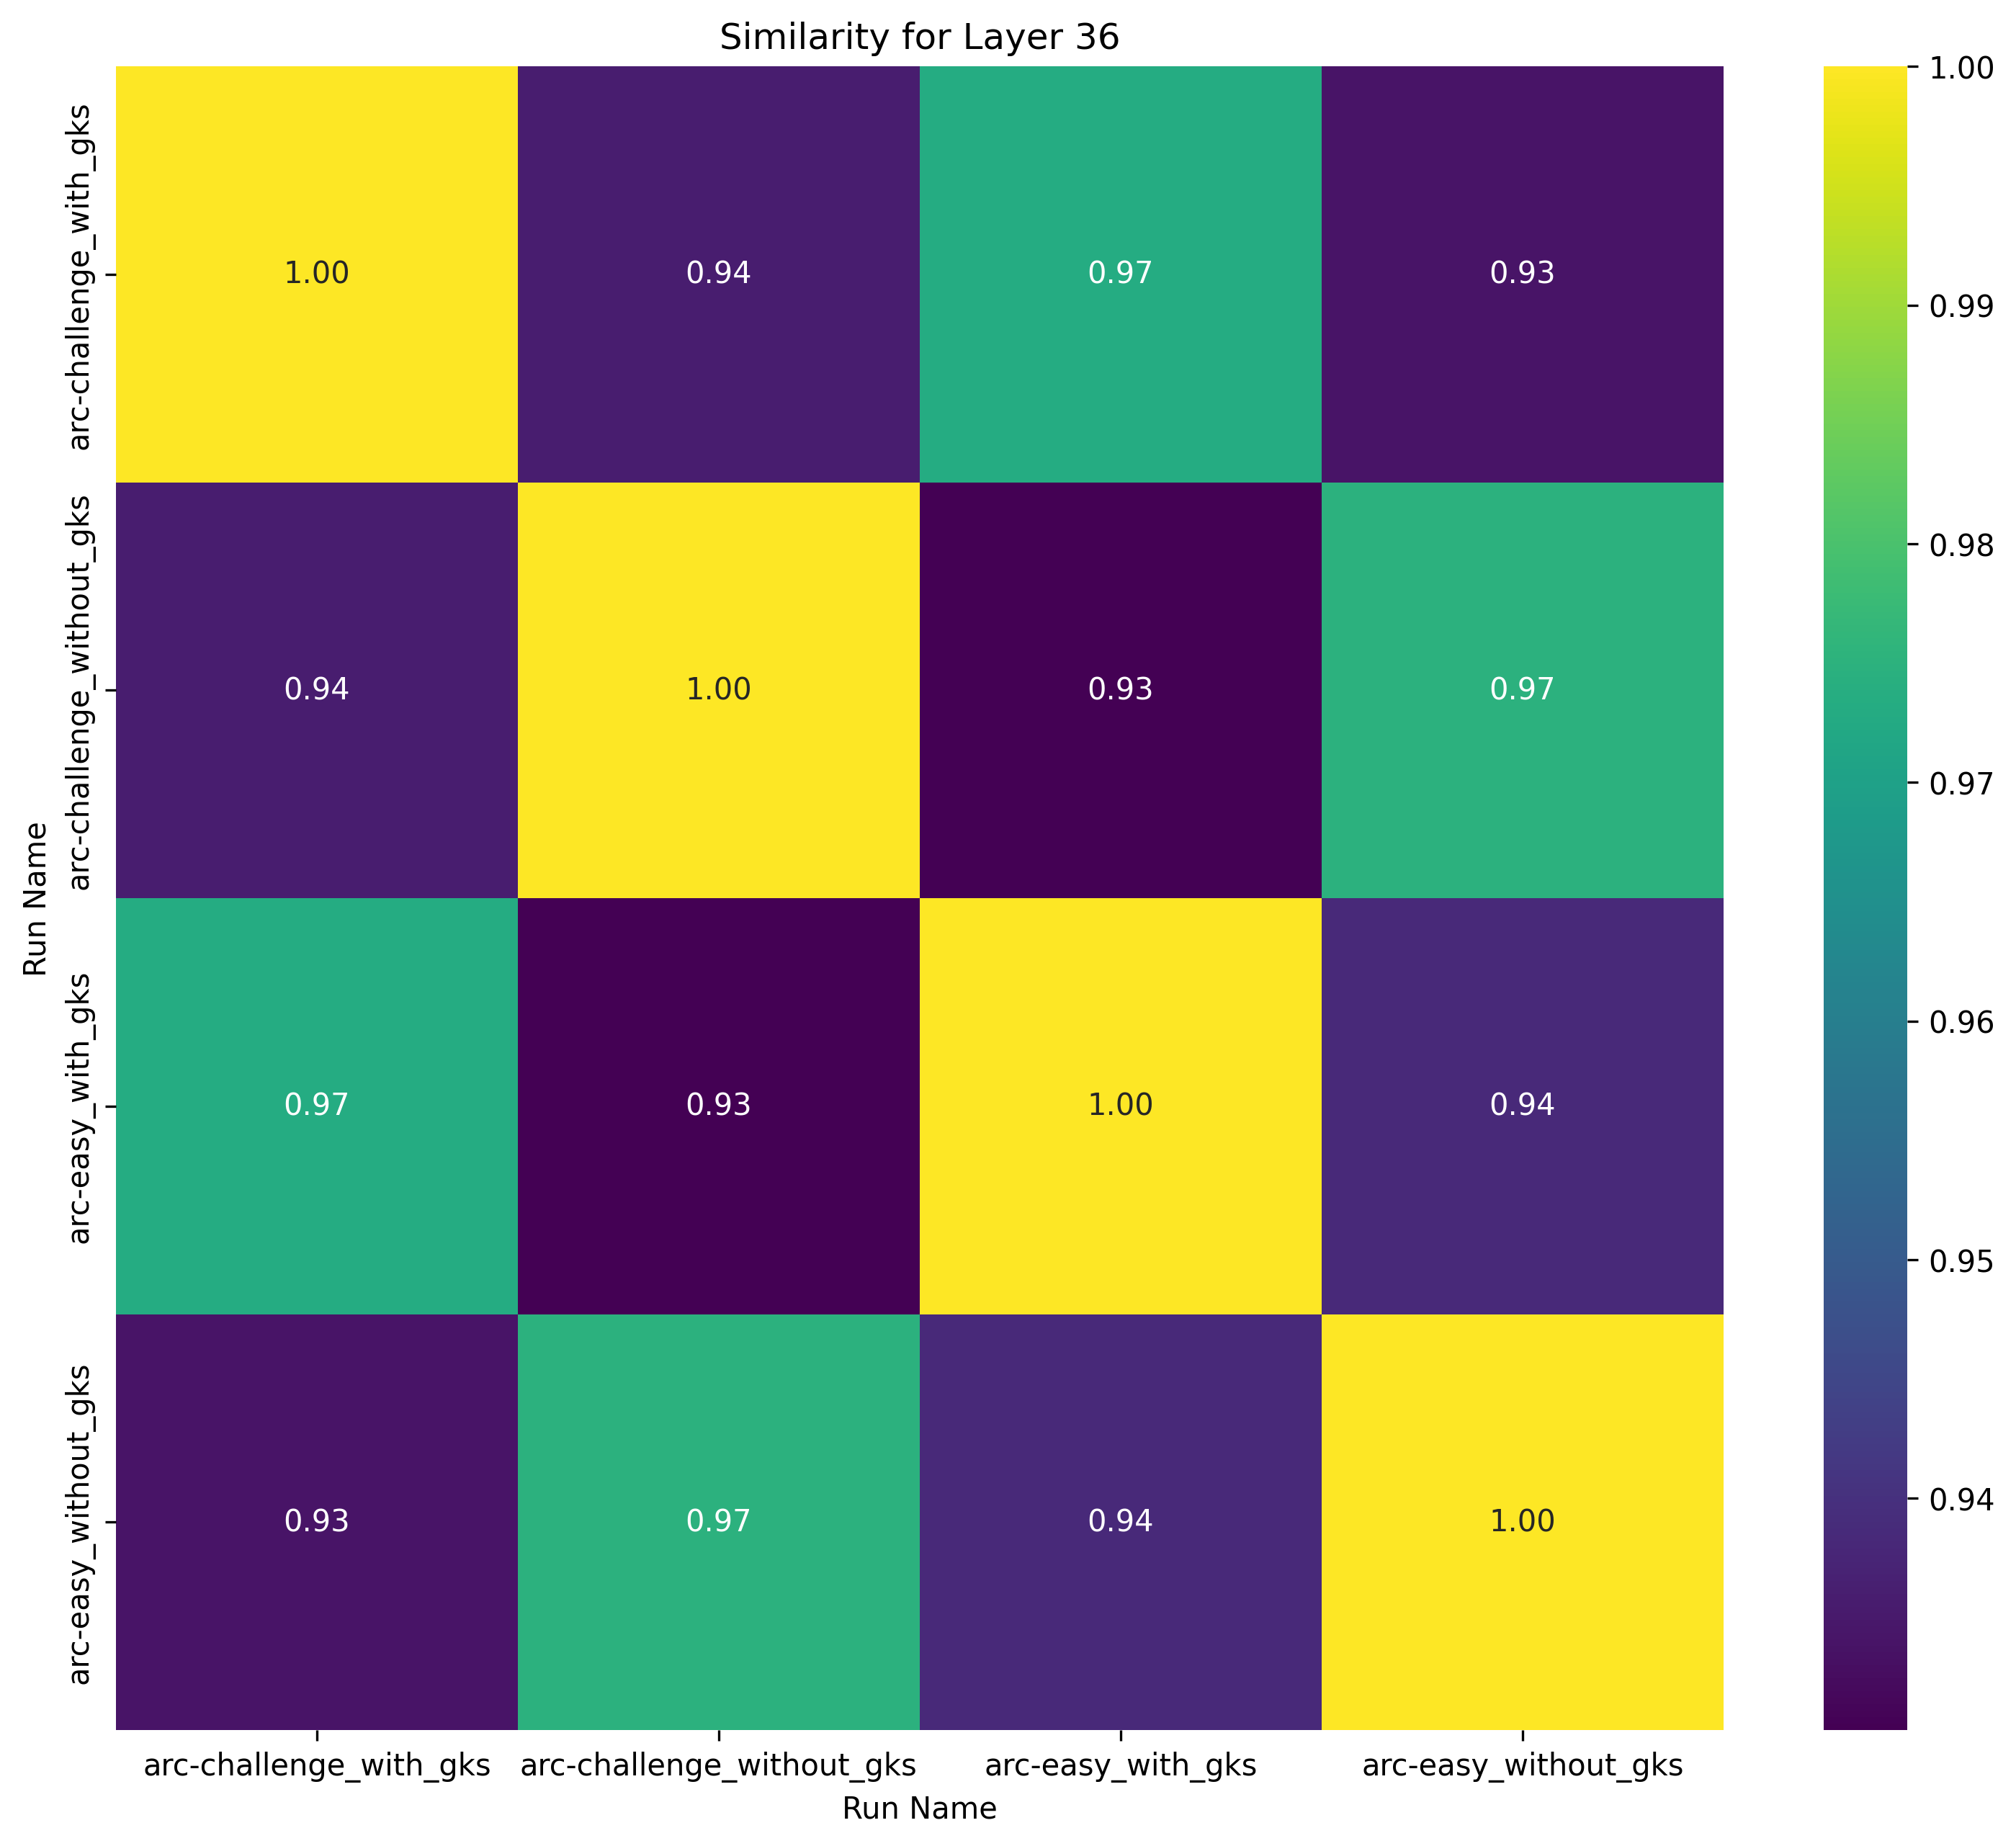 Similarity for Layer 36
Run Name
arc-challenge_with_gks
1.00 0.94 0.97 0.93
arc-challenge_without_gks
0.94 1.00 0.93 0.97
arc-easy_with_gks
0.97 0.93 1.00 0.94
arc-easy_without_gks
0.93 0.97 0.94 1.00
arc-challenge_with_gks arc-challenge_without_gks arc-easy_with_gks arc-easy_without_gks
Run Name
1.00
0.99
0.98
0.97
0.96
0.95
0.94